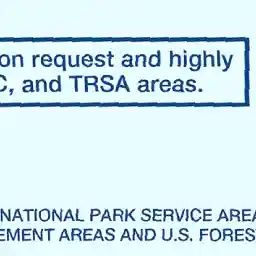 on request and highly
C, and TRSA areas.
NATIONAL PARK SERVICE AREA
EMENT AREAS AND U.S. FORES